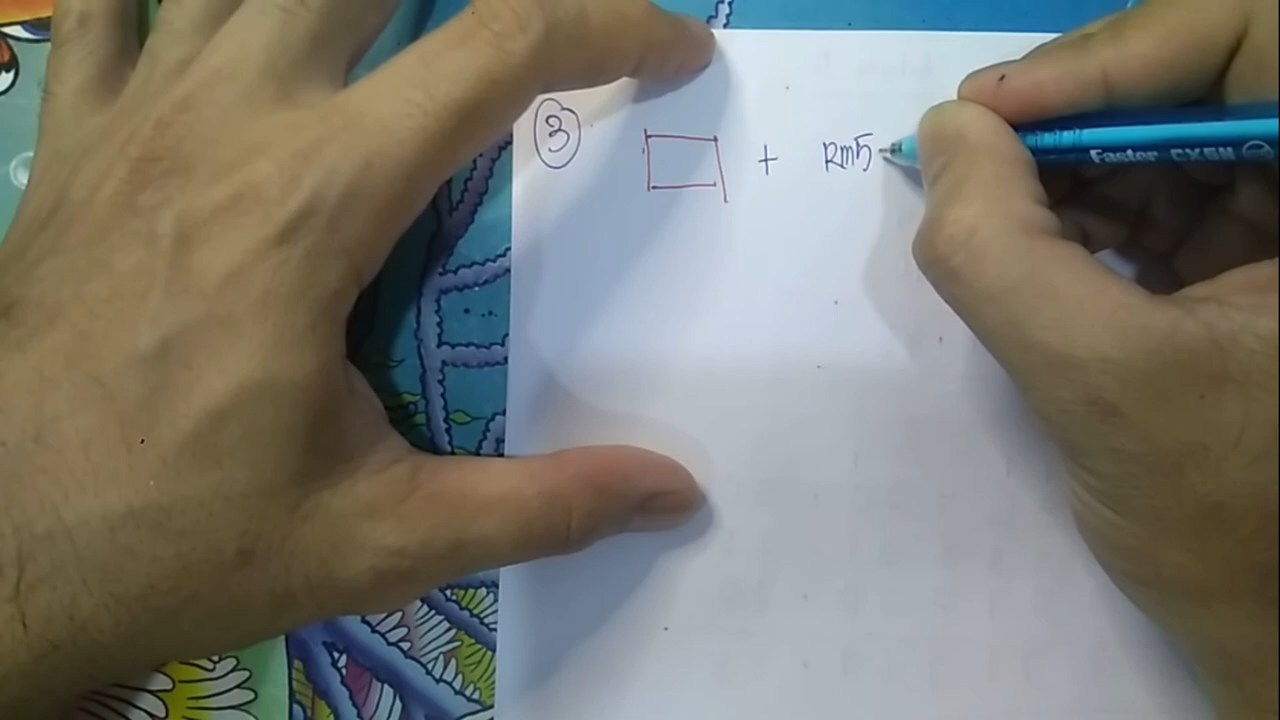 ③ □ + RM5
Faster CX5N